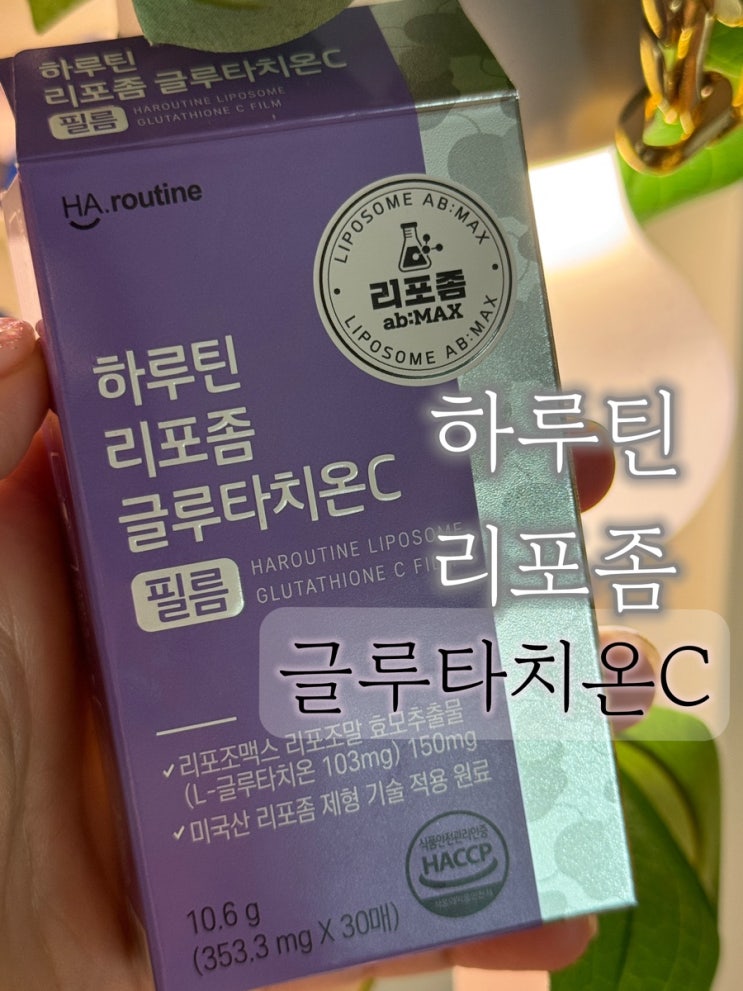 하루틴
리포좀 글루타치온C
필름
HAROUTINE LIPOSOME
GLUTATHIONE C FILM
HA.routine
LIPOSOME AB:MAX
리포좀
ab:MAX
LIPOSOME AB:MAX
하루틴
리포좀
글루타치온C
필름
HAROUTINE LIPOSOME
GLUTATHIONE C FILM
하루틴
리포좀
글루타치온C
✓리포조맥스 리포조말 효모추출물
(L-글루타치온 103mg) 150mg
✓미국산 리포좀 제형 기술 적용 원료
식품안전관리인증
HACCP
10.6 g
(353.3 mg X 30매)